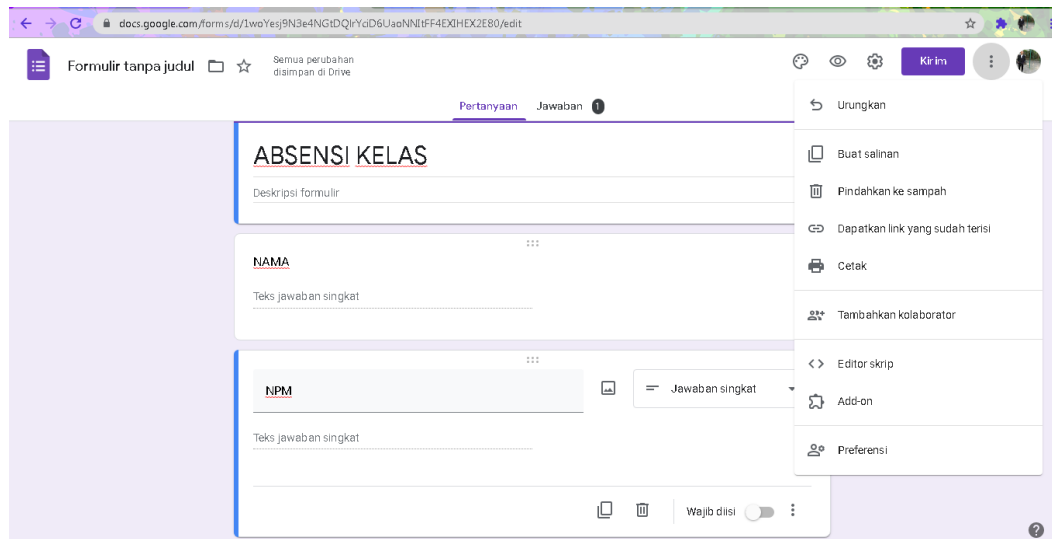 docs.google.com/forms/d/1woYesj9N3e4NGtDQIrYciD6UaoNNItFF4EXIHEX2E80/edit
Formulir tanpa judul
Semua perubahan
disimpan di Drive
Kirim
Pertanyaan Jawaban 1
ABSENSI KELAS
Deskripsi formulir
NAMA
Teks jawaban singkat
NPM
Jawaban singkat
Teks jawaban singkat
Wajib diisi
Urungkan
Buat salinan
Pindahkan ke sampah
Dapatkan link yang sudah terisi
Cetak
Tambahkan kolaborator
Editor skrip
Add-on
Preferensi